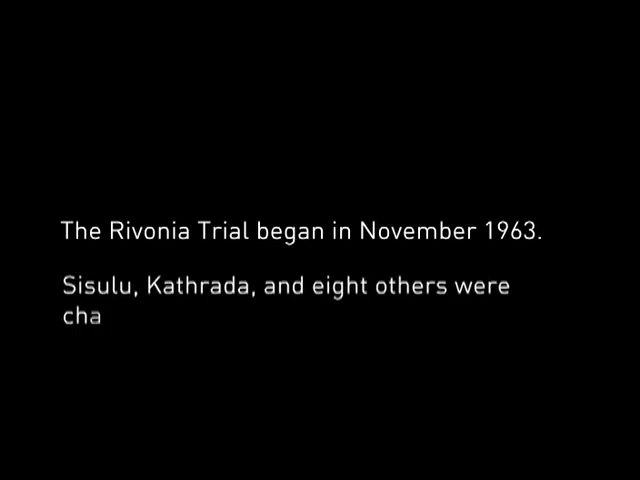 The Rivonia Trial began in November 1963.
Sisulu, Kathrada, and eight others were
cha